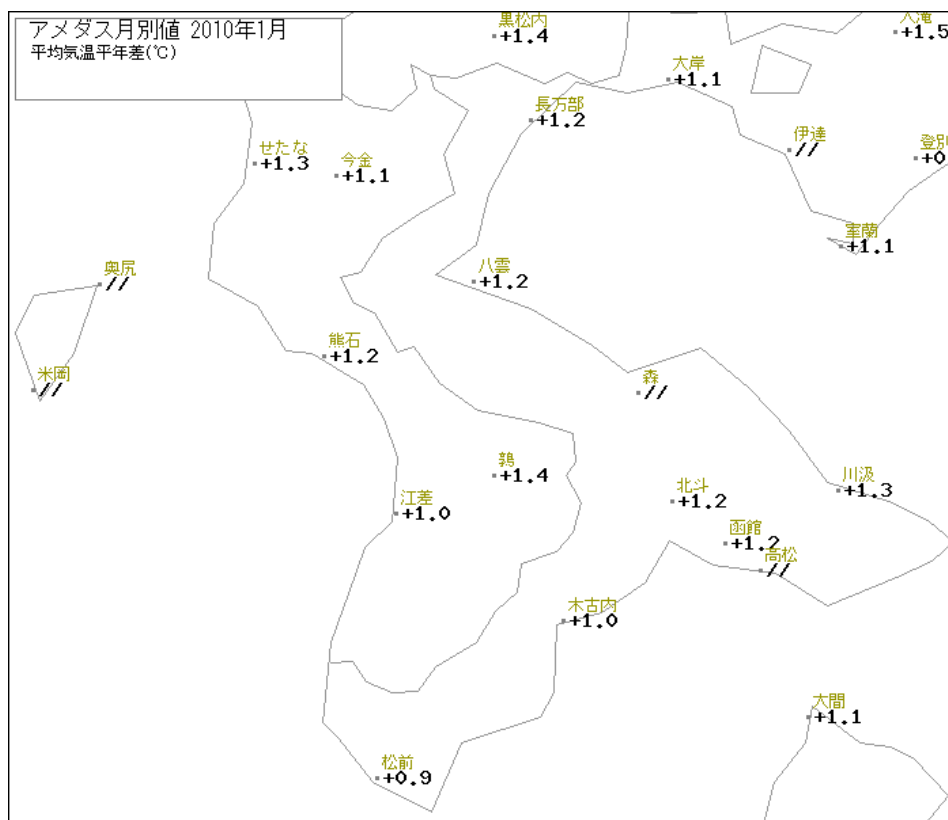 アメダス月別値 2010年1月
平均気温平年差(℃)
黒松内
+1.4
大滝
+1.5
大岸
+1.1
長万部
+1.2
伊達
//
登別
+0
せたな
+1.3
今金
+1.1
室蘭
+1.1
奥尻
//
八雲
+1.2
熊石
+1.2
米岡
//
森
//
鶉
+1.4
江差
+1.0
北斗
+1.2
川汲
+1.3
函館
+1.2
高松
//
木古内
+1.0
大間
+1.1
松前
+0.9